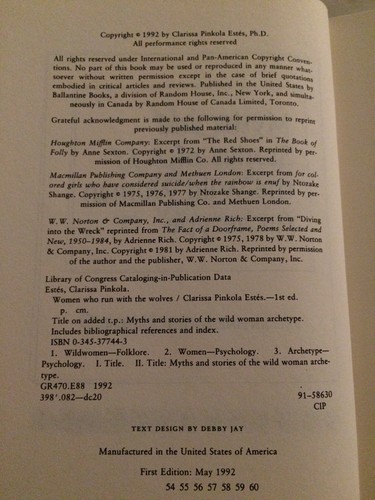 Copyright © 1992 by Clarissa Pinkola Estés, Ph.D.
All performance rights reserved
All rights reserved under International and Pan-American Copyright Conven-
tions. No part of this book may be used or reproduced in any manner what-
soever without written permission except in the case of brief quotations
embodied in critical articles and reviews. Published in the United States by
Ballantine Books, a division of Random House, Inc., New York, and simulta-
neously in Canada by Random House of Canada Limited, Toronto.
Grateful acknowledgment is made to the following for permission to reprint
previously published material:
Houghton Mifflin Company: Excerpt from "The Red Shoes" in The Book of
Folly by Anne Sexton. Copyright © 1972 by Anne Sexton. Reprinted by per-
mission of Houghton Mifflin Co. All rights reserved.
Macmillan Publishing Company and Methuen London: Excerpt from for col-
ored girls who have considered suicide/when the rainbow is enuf by Ntozake
Shange. Copyright © 1975, 1976, 1977 by Ntozake Shange. Reprinted by per-
mission of Macmillan Publishing Co. and Methuen London.
W.W. Norton & Company, Inc., and Adrienne Rich: Excerpt from "Diving
into the Wreck" reprinted from The Fact of a Doorframe, Poems Selected and
New, 1950–1984, by Adrienne Rich. Copyright © 1975, 1978 by W.W. Norton
& Company, Inc. Copyright © 1981 by Adrienne Rich. Reprinted by permission
of the author and the publisher, W.W. Norton & Company, Inc.
Library of Congress Cataloging-in-Publication Data
Estés, Clarissa Pinkola.
Women who run with the wolves / Clarissa Pinkola Estés.—1st ed.
p. cm.
Title on added t.p.: Myths and stories of the wild woman archetype.
Includes bibliographical references and index.
ISBN 0-345-37744-3
1. Wildwomen—Folklore. 2. Women—Psychology. 3. Archetype—
Psychology. I. Title. II. Title: Myths and stories of the wild woman arche-
type.
GR470.E88 1992
398'.082—dc20 91-58630
CIP
TEXT DESIGN BY DEBBY JAY
Manufactured in the United States of America
First Edition: May 1992
54 55 56 57 58 59 60